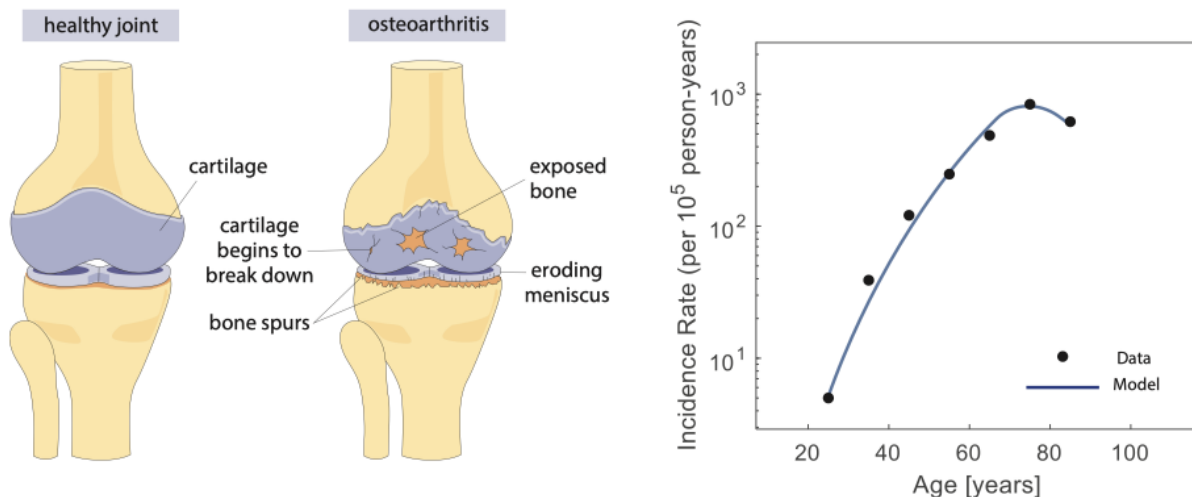 healthy joint
osteoarthritis
cartilage
cartilage
begins to
break down
bone spurs
exposed
bone
eroding
meniscus
Incidence Rate (per 10^5 person-years)
10^3
10^2
10^1
Data
Model
20 40 60 80 100
Age [years]